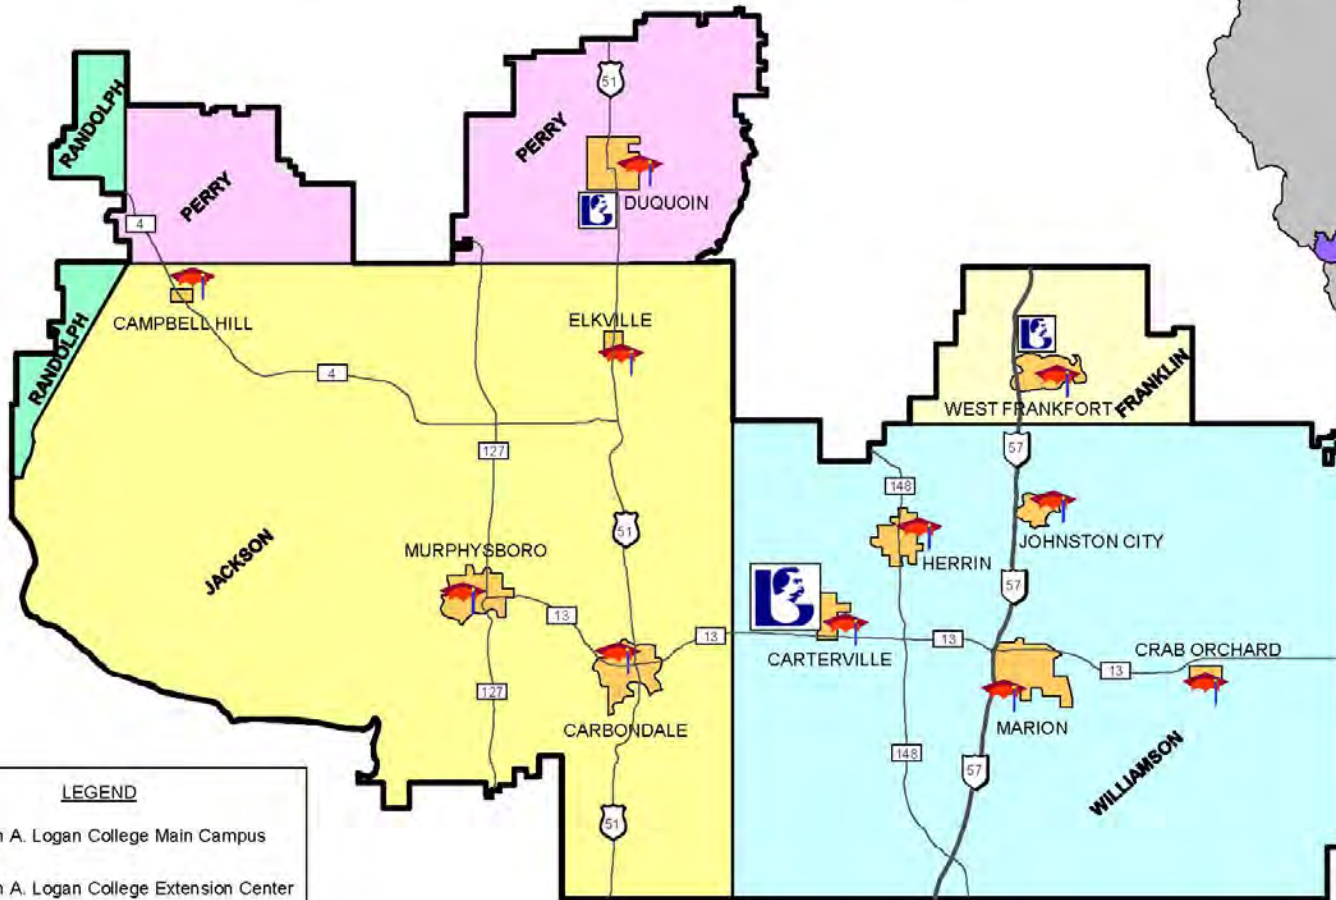 RANDOLPH
PERRY
PERRY
51
DUQUOIN
4
RANDOLPH
CAMPBELL HILL
4
ELKVILLE
127
51
JACKSON
MURPHYSBORO
13
13
127
CARBONDALE
51
WEST FRANKFORT
FRANKLIN
57
148
JOHNSTON CITY
HERRIN
57
CARTERVILLE
13
13
CRAB ORCHARD
MARION
148
57
WILLIAMSON
LEGEND
A. Logan College Main Campus
A. Logan College Extension Center